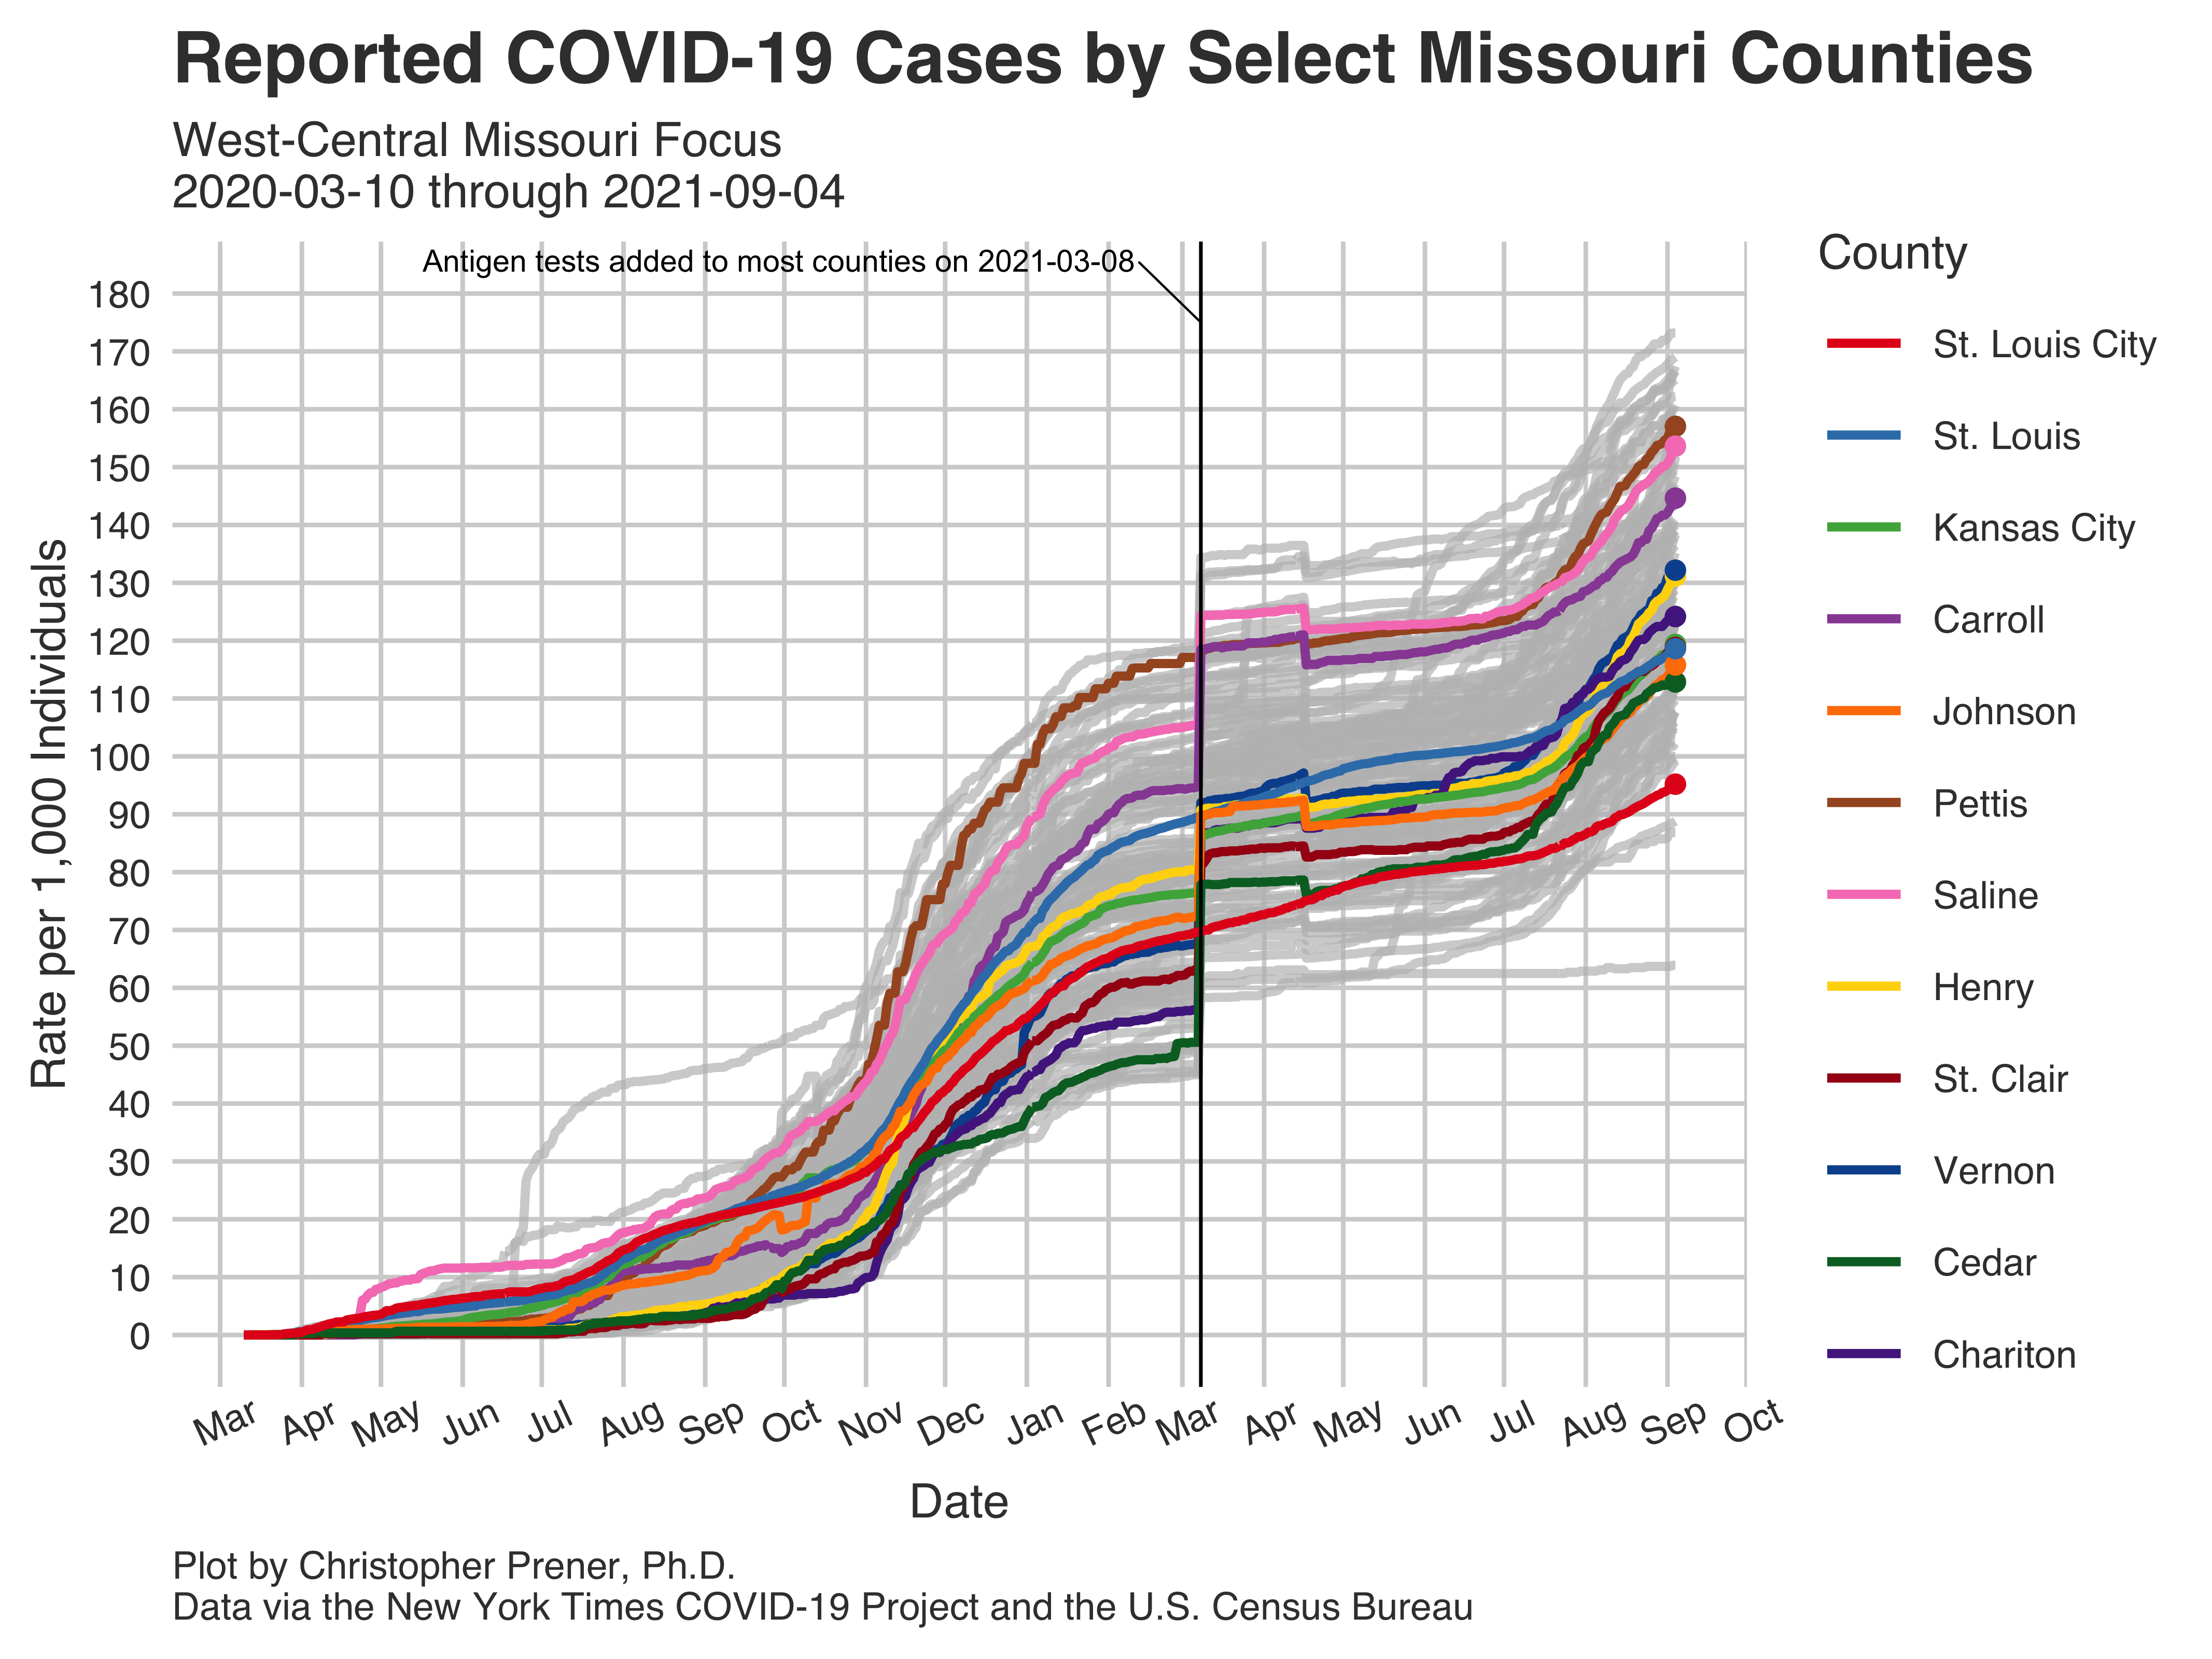 Reported COVID-19 Cases by Select Missouri Counties
West-Central Missouri Focus
2020-03-10 through 2021-09-04
Antigen tests added to most counties on 2021-03-08
Rate per 1,000 Individuals
180
170
160
150
140
130
120
110
100
90
80
70
60
50
40
30
20
10
0
Mar Apr May Jun Jul Aug Sep Oct Nov Dec Jan Feb Mar Apr May Jun Jul Aug Sep Oct
Date
County
St. Louis City
St. Louis
Kansas City
Carroll
Johnson
Pettis
Saline
Henry
St. Clair
Vernon
Cedar
Chariton
Plot by Christopher Prener, Ph.D.
Data via the New York Times COVID-19 Project and the U.S. Census Bureau